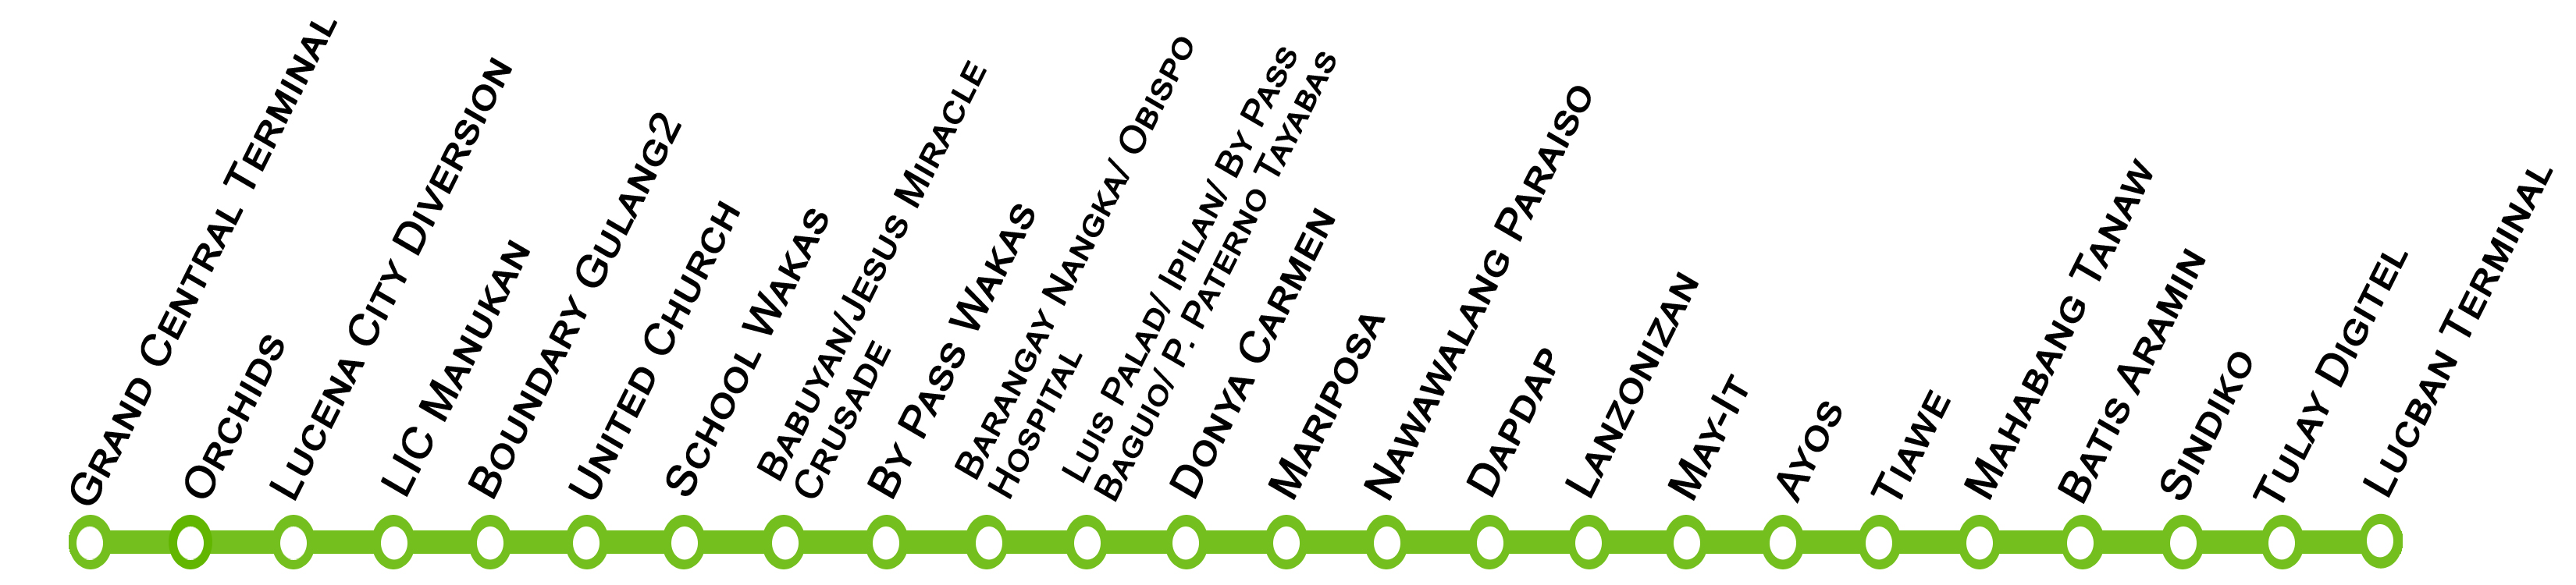 GRAND CENTRAL TERMINAL
ORCHIDS
LUCENA CITY DIVERSION
LIC MANUKAN
BOUNDARY GULANG2
UNITED CHURCH
SCHOOL WAKAS
BABUYAN/JESUS MIRACLE
CRUSADE
BY PASS WAKAS
BARANGAY NANGKA/ OBISPO
HOSPITAL
LUIS PALAD/ IPILAN/ BY PASS
BAGUIO/ P. PATERNO TAYABAS
DONYA CARMEN
MARIPOSA
NAWAWALANG PARAISO
DAPDAP
LANZONIZAN
MAY-IT
AYOS
TIAWE
MAHABANG TANAW
BATIS ARAMIN
SINDIKO
TULAY DIGITEL
LUCBAN TERMINAL